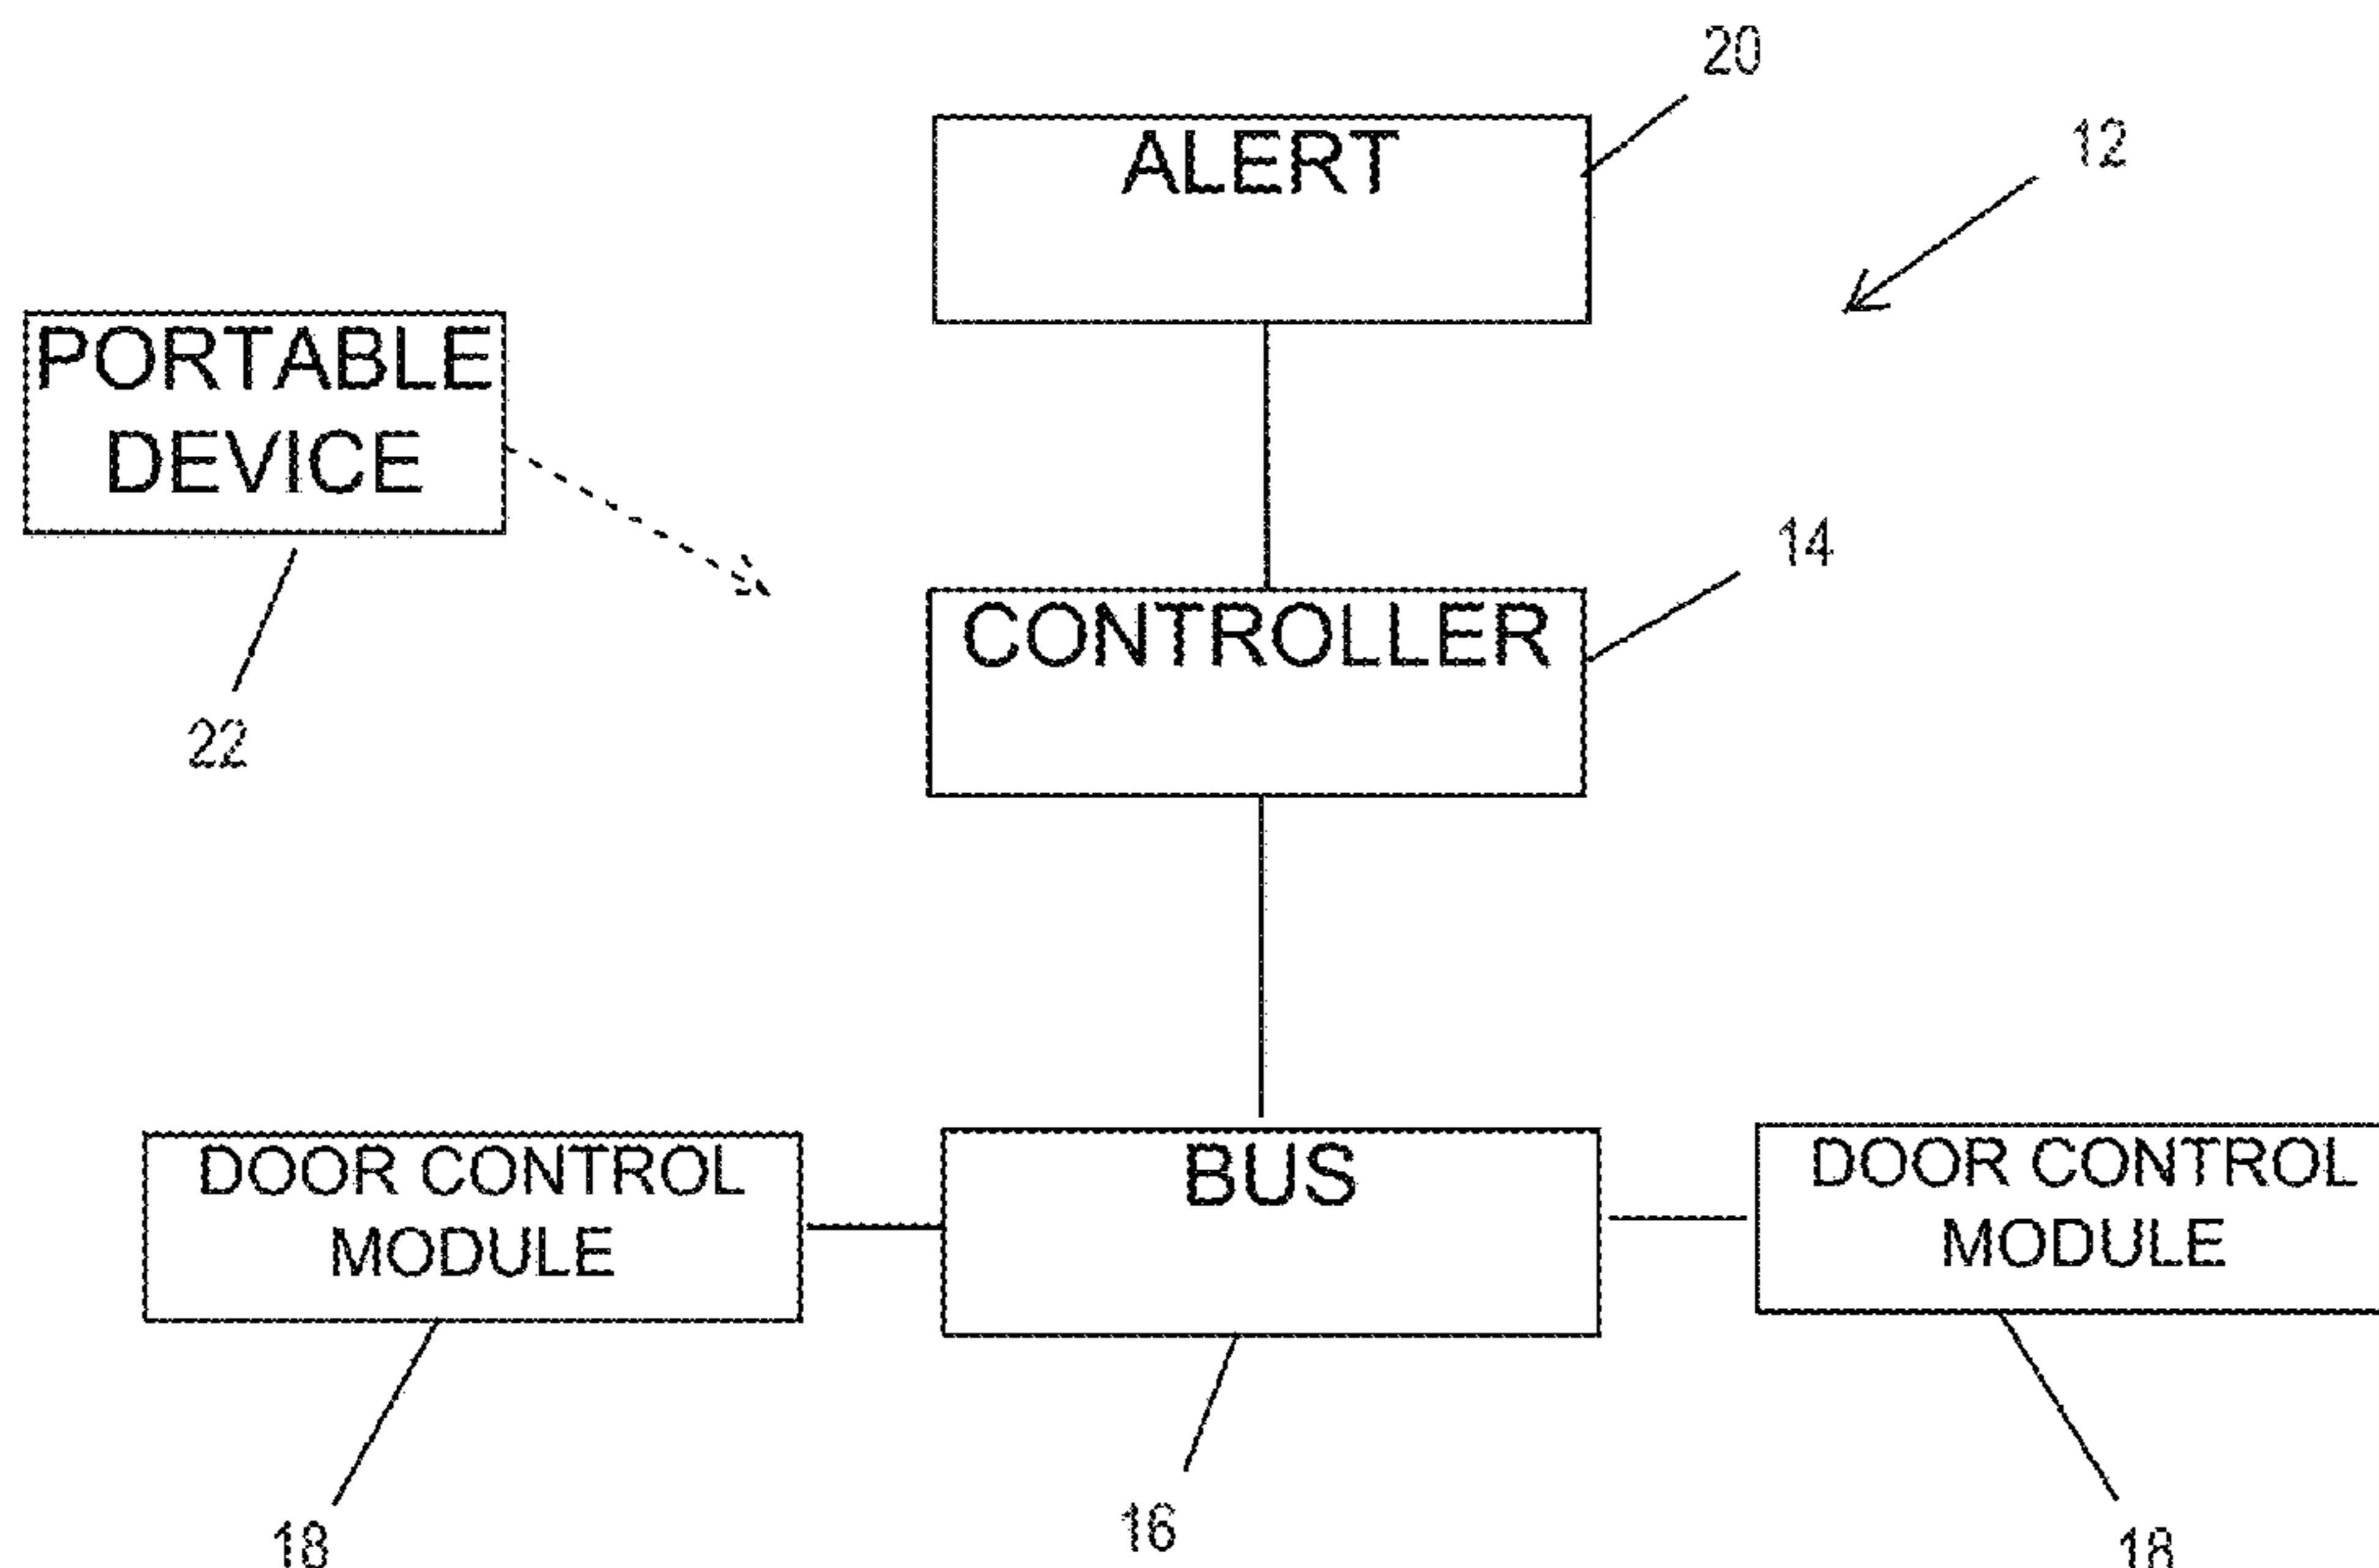 20
ALERT
12
PORTABLE
DEVICE
14
CONTROLLER
22
DOOR CONTROL
MODULE
BUS
DOOR CONTROL
MODULE
18
16
18